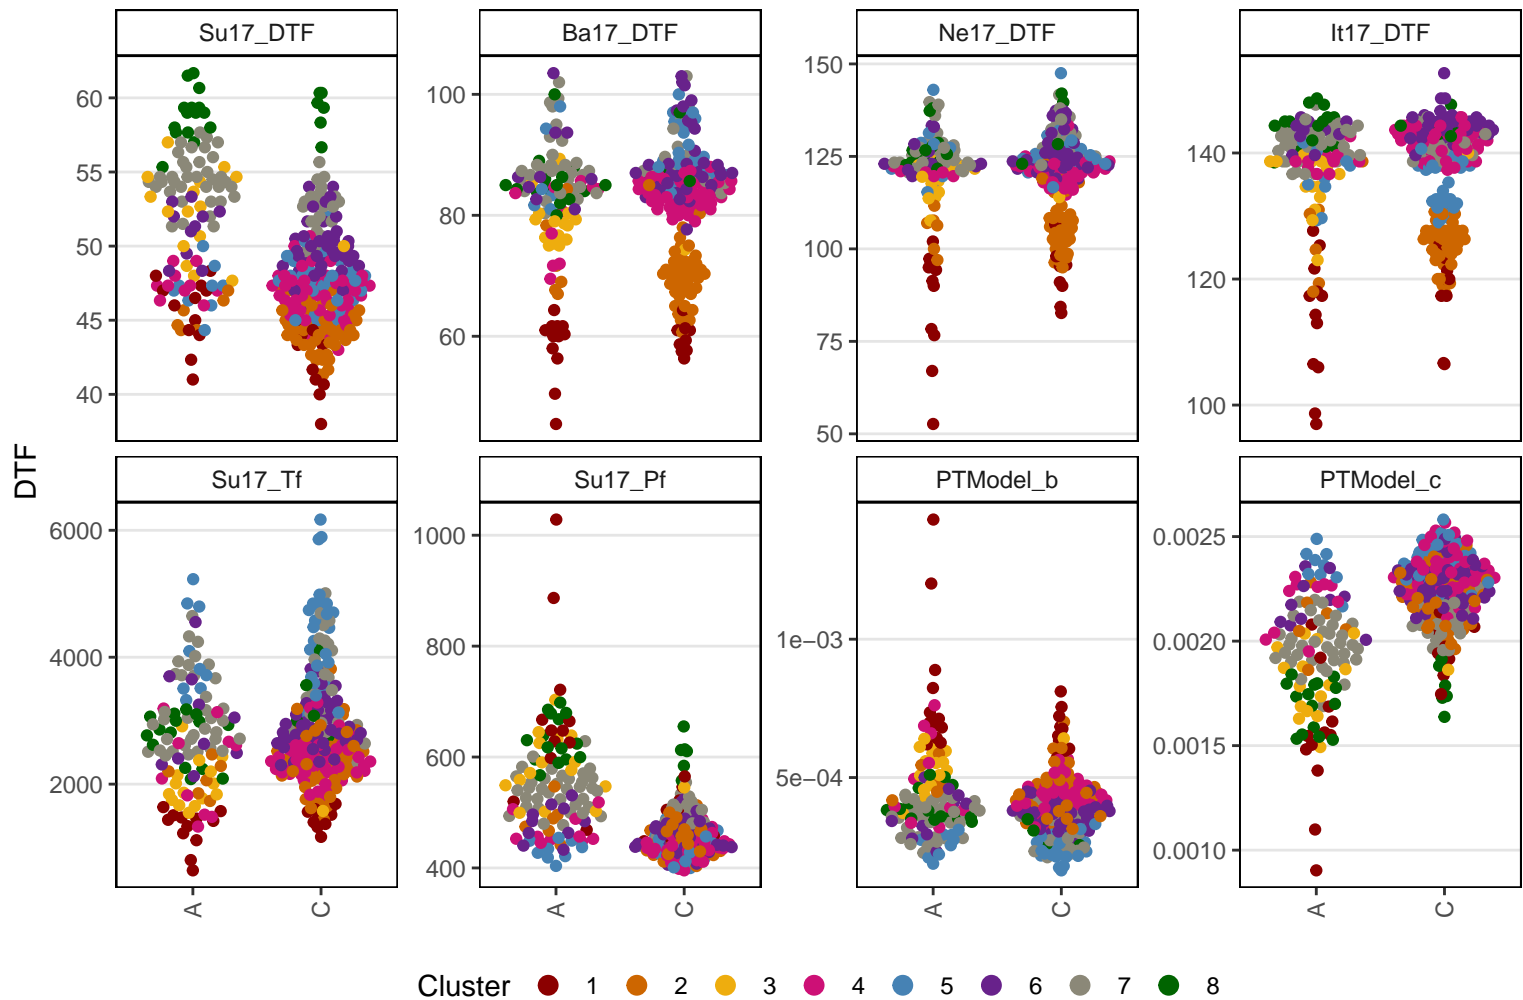 Su17_DTF Ba17_DTF Ne17_DTF It17_DTF
60 55 50 45 40
100 80 60
150 125 100 75 50
140 120 100
DTF
Su17_Tf Su17_Pf PTModel_b PTModel_c
6000 4000 2000
1000 800 600 400
1e−03 5e−04
0.0025 0.0020 0.0015 0.0010
A C A C A C A C
Cluster 1 2 3 4 5 6 7 8